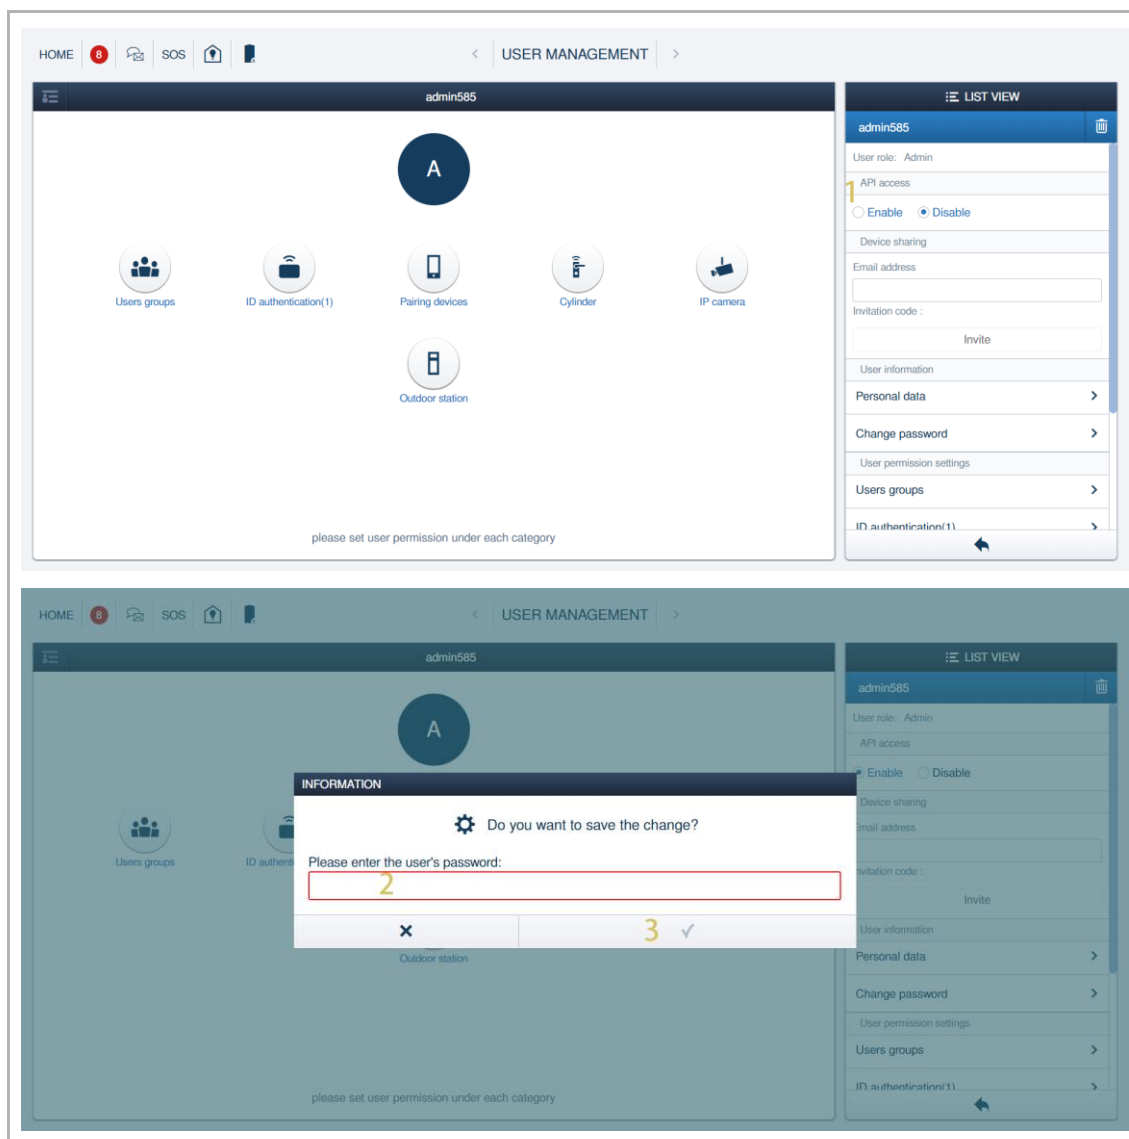 HOME 8 SOS < USER MANAGEMENT >
admin585
LIST VIEW
A
Users groups
ID authentication(1)
Pairing devices
Cylinder
IP camera
Outdoor station
please set user permission under each category
admin585
User role: Admin
API access
1
Enable Disable
Device sharing
Email address
Invitation code :
Invite
User information
Personal data
Change password
User permission settings
Users groups
ID authentication(1)
HOME 8 SOS < USER MANAGEMENT >
admin585
LIST VIEW
A
Users groups
ID authenti
Outdoor station
please set user permission under each category
INFORMATION
Do you want to save the change?
Please enter the user's password:
2
3
admin585
User role: Admin
API access
Enable Disable
Device sharing
Email address
Invitation code :
Invite
User information
Personal data
Change password
User permission settings
Users groups
ID authentication(1)